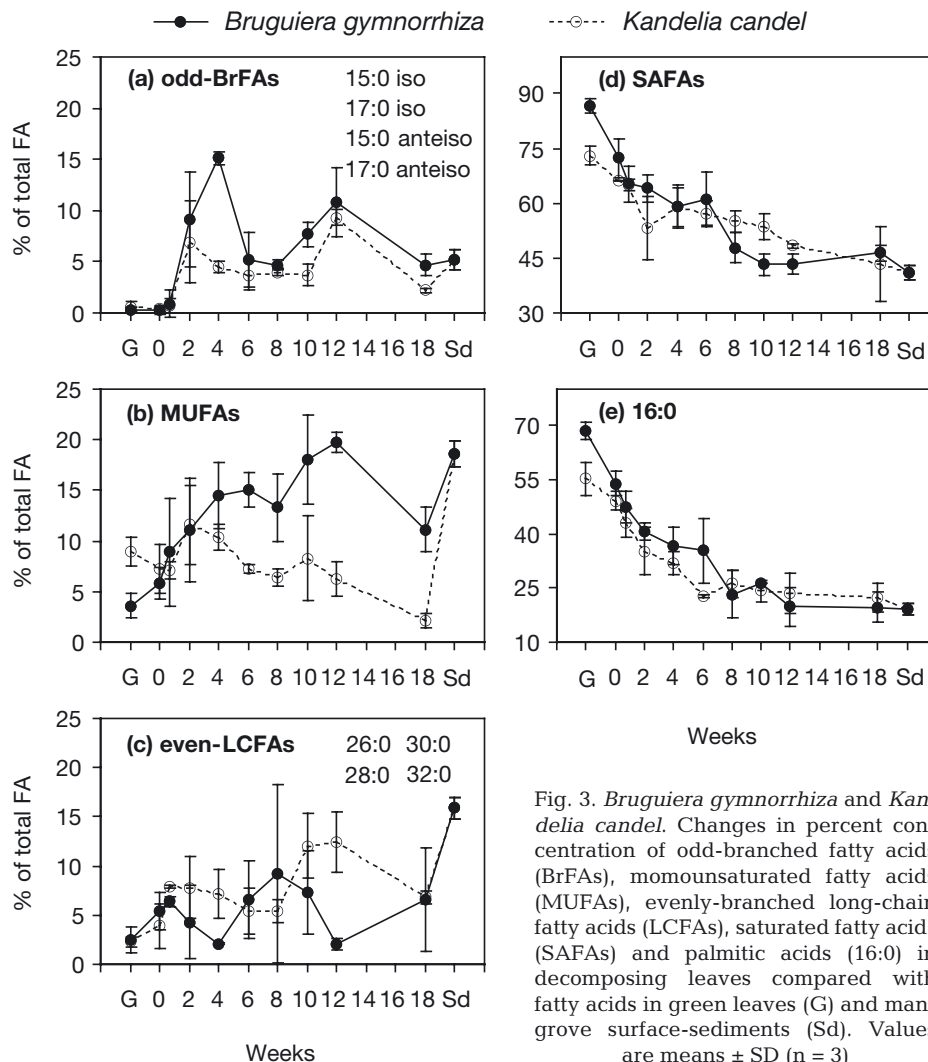 Bruguiera gymnorrhiza Kandelia candel
% of total FA
25
20
15
10
5
0
(a) odd-BrFAs
15:0 iso
17:0 iso
15:0 anteiso
17:0 anteiso
G 0 2 4 6 8 10 12 14 16 18 Sd
% of total FA
25
20
15
10
5
0
(b) MUFAs
G 0 2 4 6 8 10 12 14 16 18 Sd
% of total FA
25
20
15
10
5
0
(c) even-LCFAs
26:0 30:0
28:0 32:0
G 0 2 4 6 8 10 12 14 16 18 Sd
Weeks
90
75
60
45
30
(d) SAFAs
G 0 2 4 6 8 10 12 14 16 18 Sd
70
55
40
25
10
(e) 16:0
G 0 2 4 6 8 10 12 14 16 18 Sd
Weeks
Fig. 3. Bruguiera gymnorrhiza and Kan
delia candel. Changes in percent con
centration of odd-branched fatty acids
(BrFAs), momounsaturated fatty acids
(MUFAs), evenly-branched long-chain
fatty acids (LCFAs), saturated fatty acid
(SAFAs) and palmitic acids (16:0) in
decomposing leaves compared with
fatty acids in green leaves (G) and man
grove surface-sediments (Sd). Values
are means ± SD (n = 3)